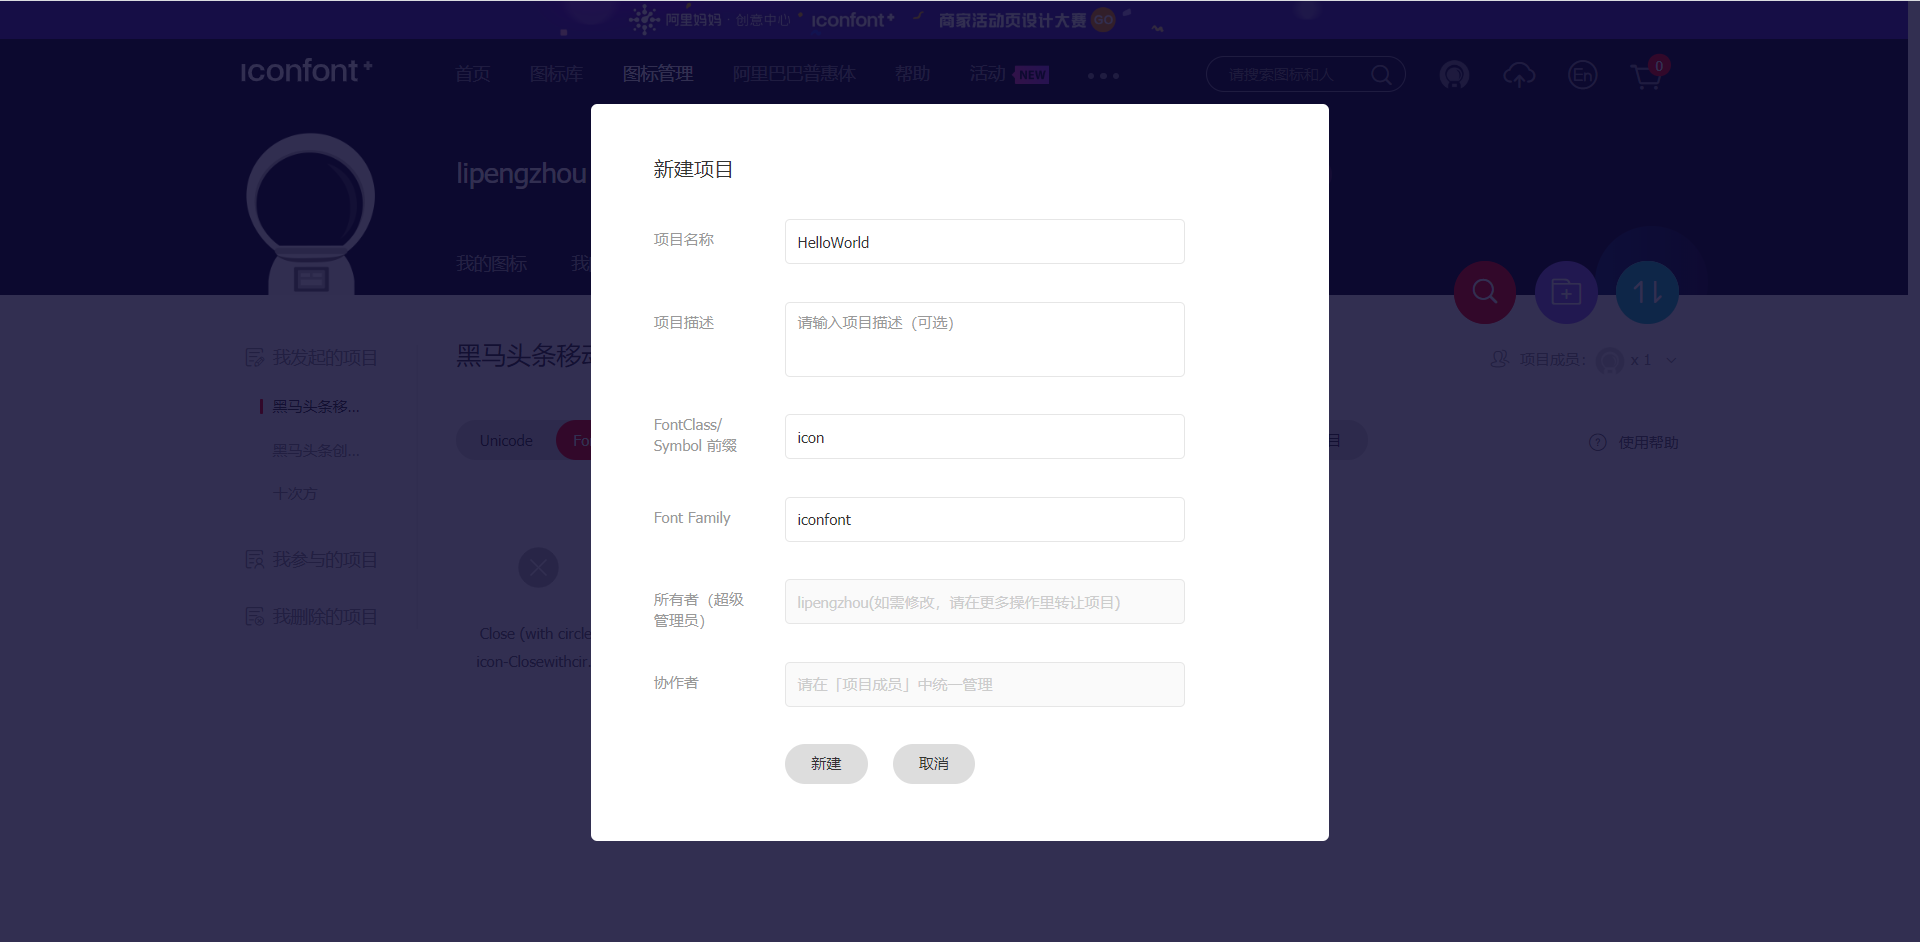 阿里妈妈 · 创意中心 iconfont+ 商家活动页设计大赛 GO
iconfont+
首页 图标库 图标管理 阿里巴巴普惠体 帮助 活动 NEW
请搜索图标和人
En
0
lipengzhou
我的图标 我
新建项目
项目名称
HelloWorld
项目描述
请输入项目描述（可选）
FontClass/
Symbol 前缀
icon
Font Family
iconfont
所有者（超级
管理员）
lipengzhou(如需修改，请在更多操作里转让项目)
协作者
请在「项目成员」中统一管理
新建 取消
我发起的项目
黑马头条移...
黑马头条创...
十次方
我参与的项目
我删除的项目
黑马头条移动
项目成员： x 1
Unicode Fo
目
使用帮助
Close (with circle
icon-Closewithcir...